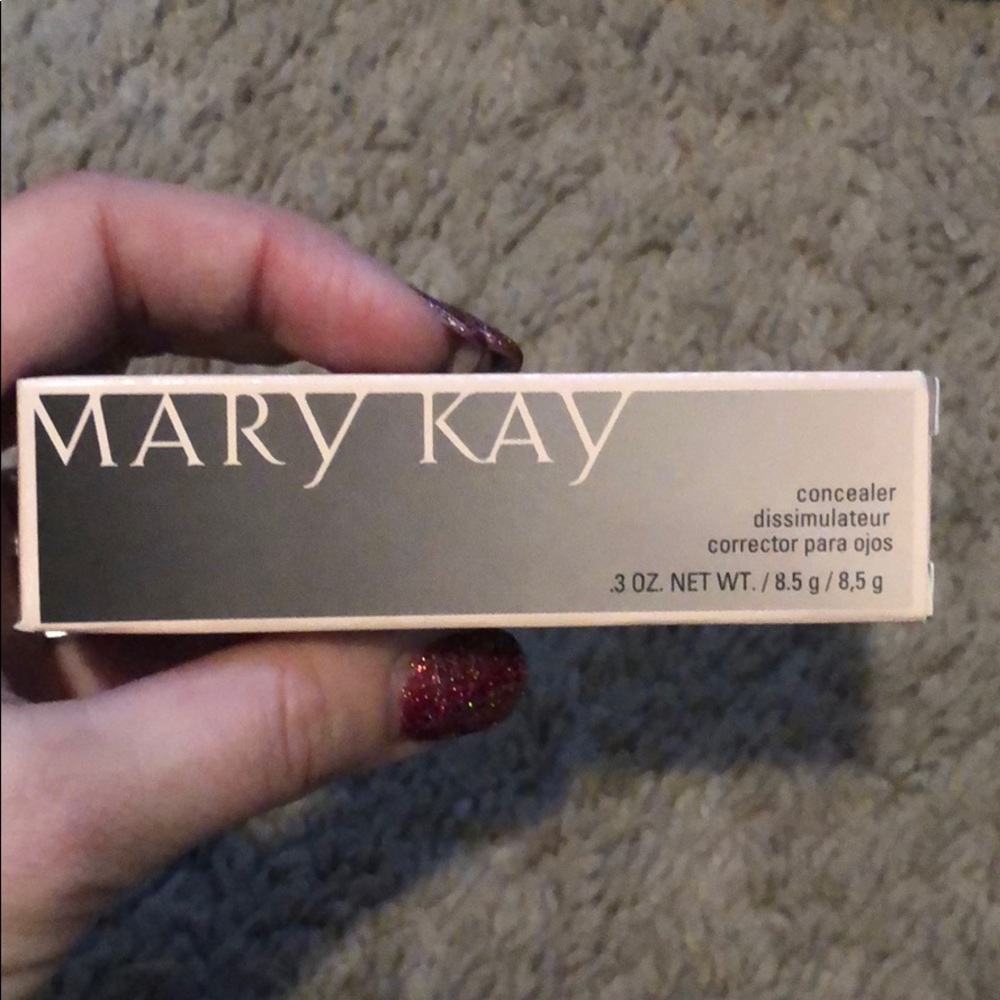 MARY KAY
concealer
dissimulateur
corrector para ojos
.3 OZ. NET WT. / 8.5 g / 8,5 g